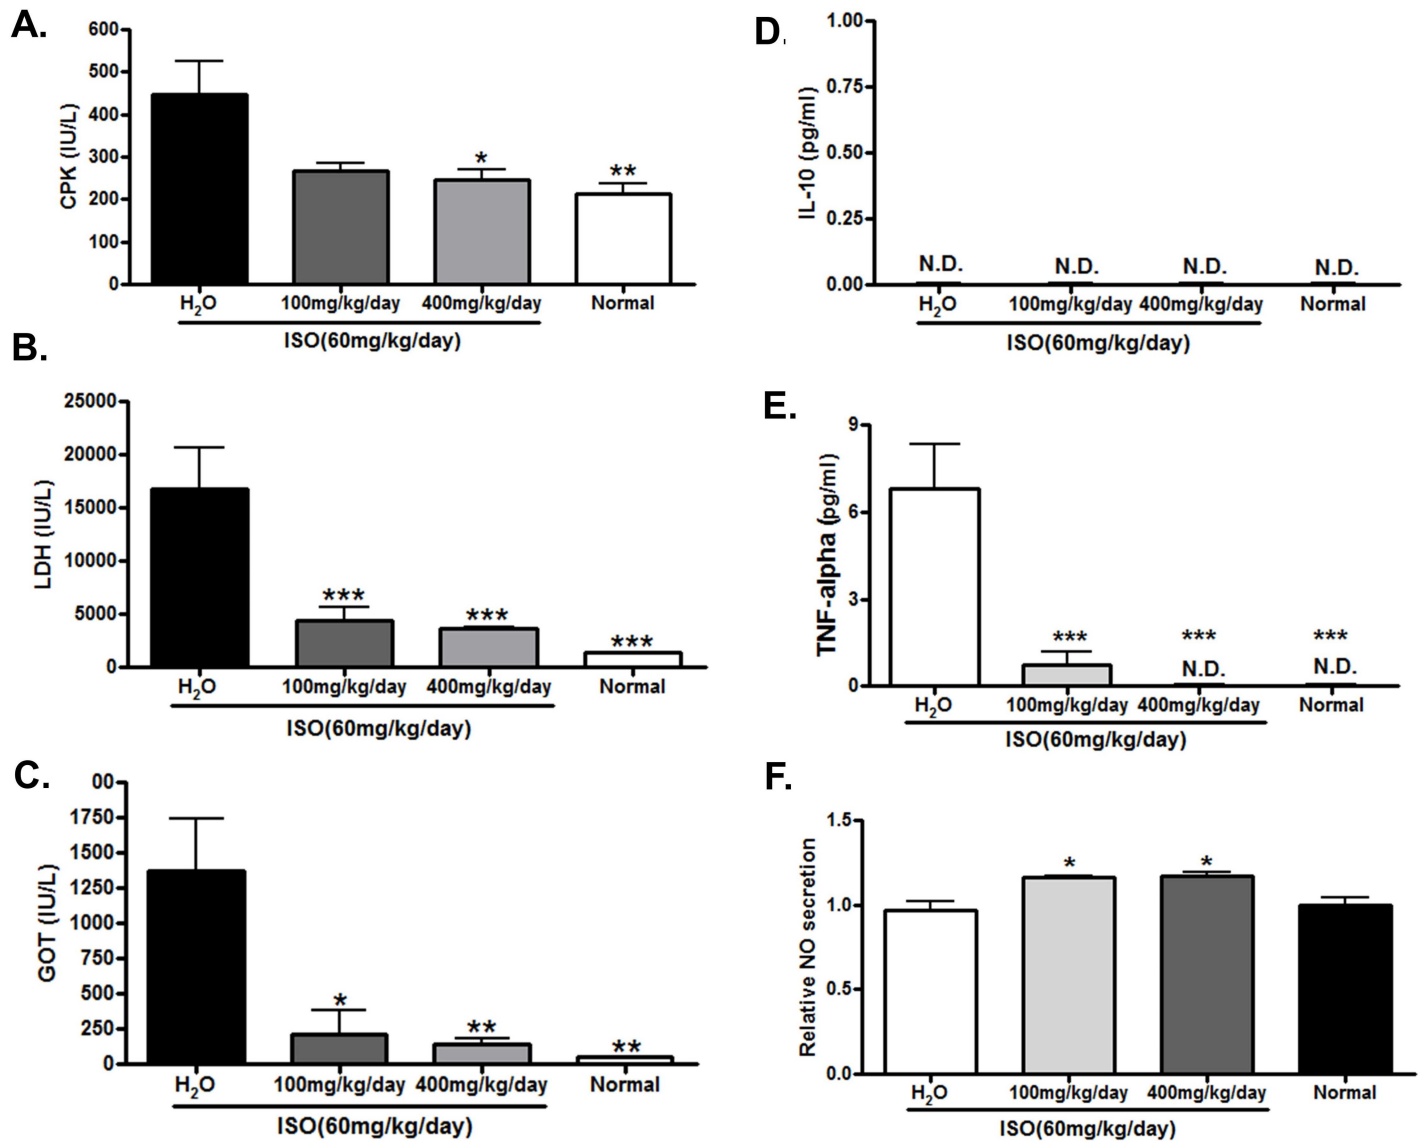 A.
600
500
400
300
200
100
0
CPK (IU/L)
*
**
H₂O 100mg/kg/day 400mg/kg/day Normal
ISO(60mg/kg/day)
B.
25000
20000
15000
10000
5000
0
LDH (IU/L)
***
***
***
H₂O 100mg/kg/day 400mg/kg/day Normal
ISO(60mg/kg/day)
C.
00
1750
1500
1250
1000
750
500
250
0
GOT (IU/L)
*
**
**
H₂O 100mg/kg/day 400mg/kg/day Normal
ISO(60mg/kg/day)
D.
1.00
0.75
0.50
0.25
0.00
IL-10 (pg/ml)
N.D. N.D. N.D. N.D.
H₂O 100mg/kg/day 400mg/kg/day Normal
ISO(60mg/kg/day)
E.
9
6
3
0
TNF-alpha (pg/ml)
*** *** ***
N.D. N.D.
H₂O 100mg/kg/day 400mg/kg/day Normal
ISO(60mg/kg/day)
F.
1.5
1.0
0.5
0.0
Relative NO secretion
* *
H₂O 100mg/kg/day 400mg/kg/day Normal
ISO(60mg/kg/day)